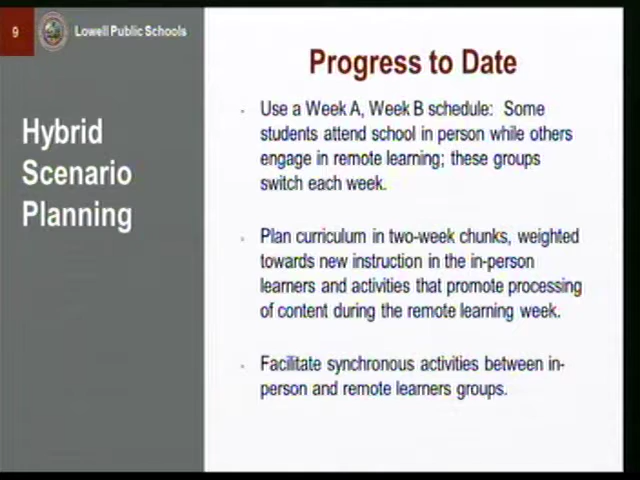 9
Lowell Public Schools
Hybrid
Scenario
Planning
Progress to Date
Use a Week A, Week B schedule: Some
students attend school in person while others
engage in remote learning; these groups
switch each week.
Plan curriculum in two-week chunks, weighted
towards new instruction in the in-person
learners and activities that promote processing
of content during the remote learning week.
Facilitate synchronous activities between in-
person and remote learners groups.